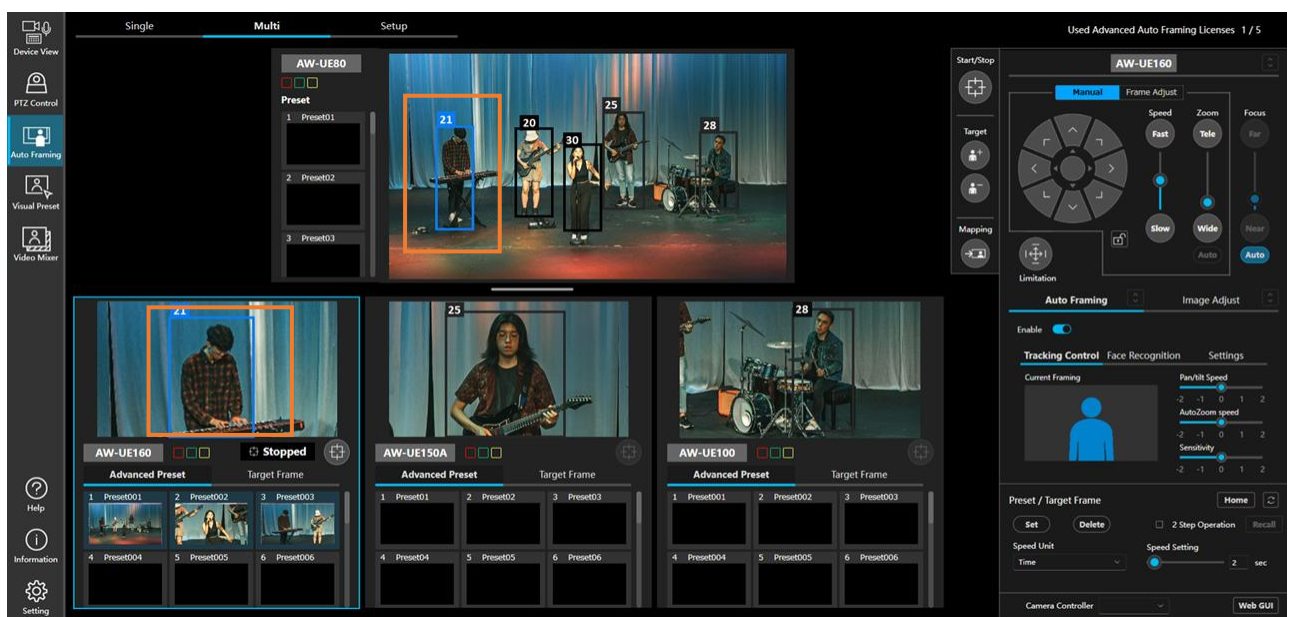 Single
Multi
Setup
Used Advanced Auto Framing Licenses 1 / 5
Device View
PTZ Control
Auto Framing
Visual Preset
Video Mixer
Help
Information
Setting
AW-UE80
Preset
1 Preset01
2 Preset02
3 Preset03
21
20
30
25
28
Start/Stop
Target
Mapping
21
AW-UE160
Stopped
Advanced Preset
Target Frame
1 Preset001
2 Preset002
3 Preset003
4 Preset004
5 Preset005
6 Preset006
25
AW-UE150A
Advanced Preset
Target Frame
1 Preset01
2 Preset02
3 Preset03
4 Preset04
5 Preset05
6 Preset06
28
AW-UE100
Advanced Preset
Target Frame
1 Preset001
2 Preset002
3 Preset003
4 Preset004
5 Preset005
6 Preset006
AW-UE160
Manual
Frame Adjust
Speed
Zoom
Focus
Fast
Tele
Far
Slow
Wide
Near
Auto
Auto
Limitation
Auto Framing
Image Adjust
Enable
Tracking Control
Face Recognition
Settings
Current Framing
Pan/tilt Speed
-2 -1 0 1 2
AutoZoom speed
-2 -1 0 1 2
Sensitivity
-2 -1 0 1 2
Preset / Target Frame
Home
Set
Delete
2 Step Operation
Recall
Speed Unit
Speed Setting
Time
2 sec
Camera Controller
Web GUI